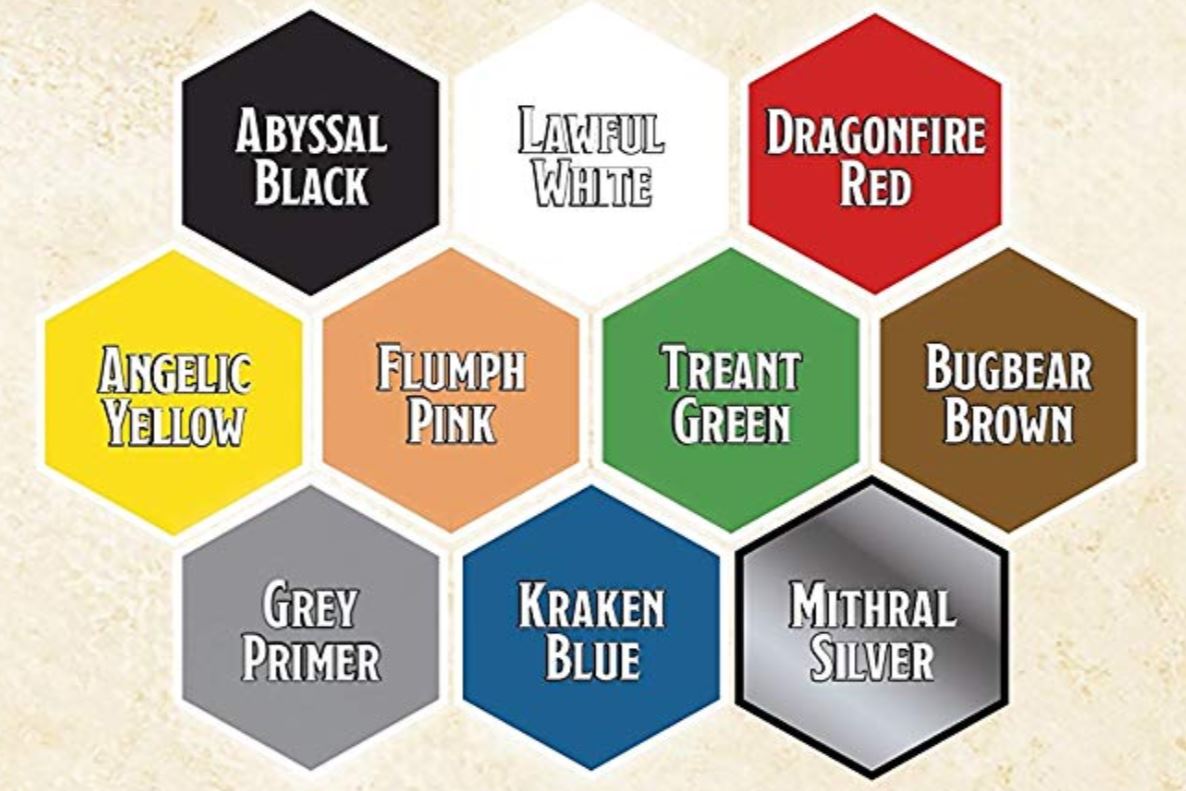 ABYSSAL
BLACK
LAWFUL
WHITE
DRAGONFIRE
RED
ANGELIC
YELLOW
FLUMPH
PINK
TREANT
GREEN
BUGBEAR
BROWN
GREY
PRIMER
KRAKEN
BLUE
MITHRAL
SILVER